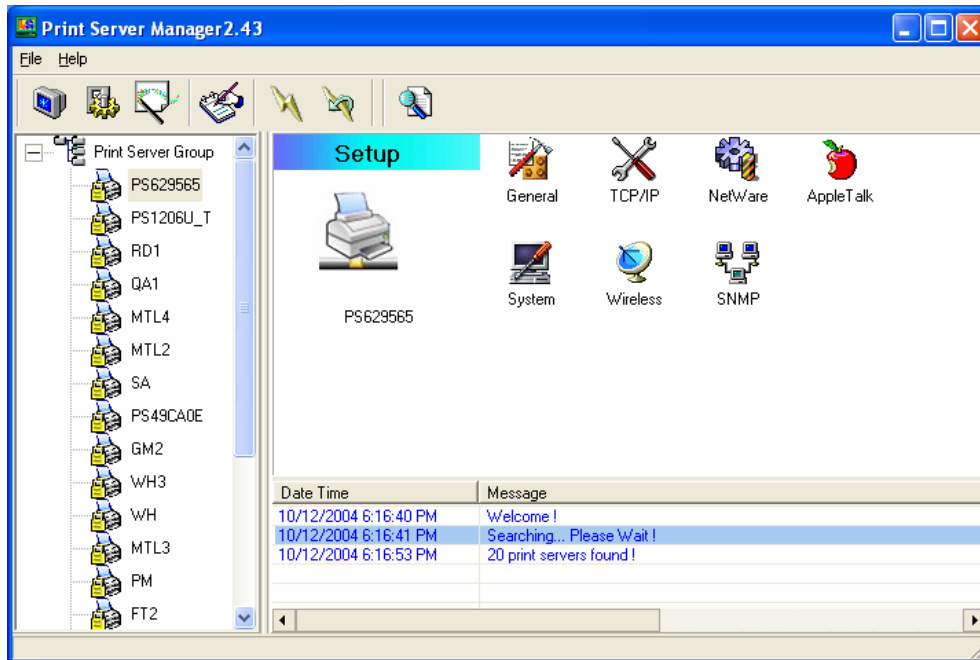 Print Server Manager2.43
File Help
Print Server Group
PS629565
PS1206U_T
RD1
QA1
MTL4
MTL2
SA
PS49CA0E
GM2
WH3
WH
MTL3
PM
FT2
Setup
PS629565
General
TCP/IP
NetWare
AppleTalk
System
Wireless
SNMP
Date Time Message
10/12/2004 6:16:40 PM Welcome !
10/12/2004 6:16:41 PM Searching... Please Wait !
10/12/2004 6:16:53 PM 20 print servers found !